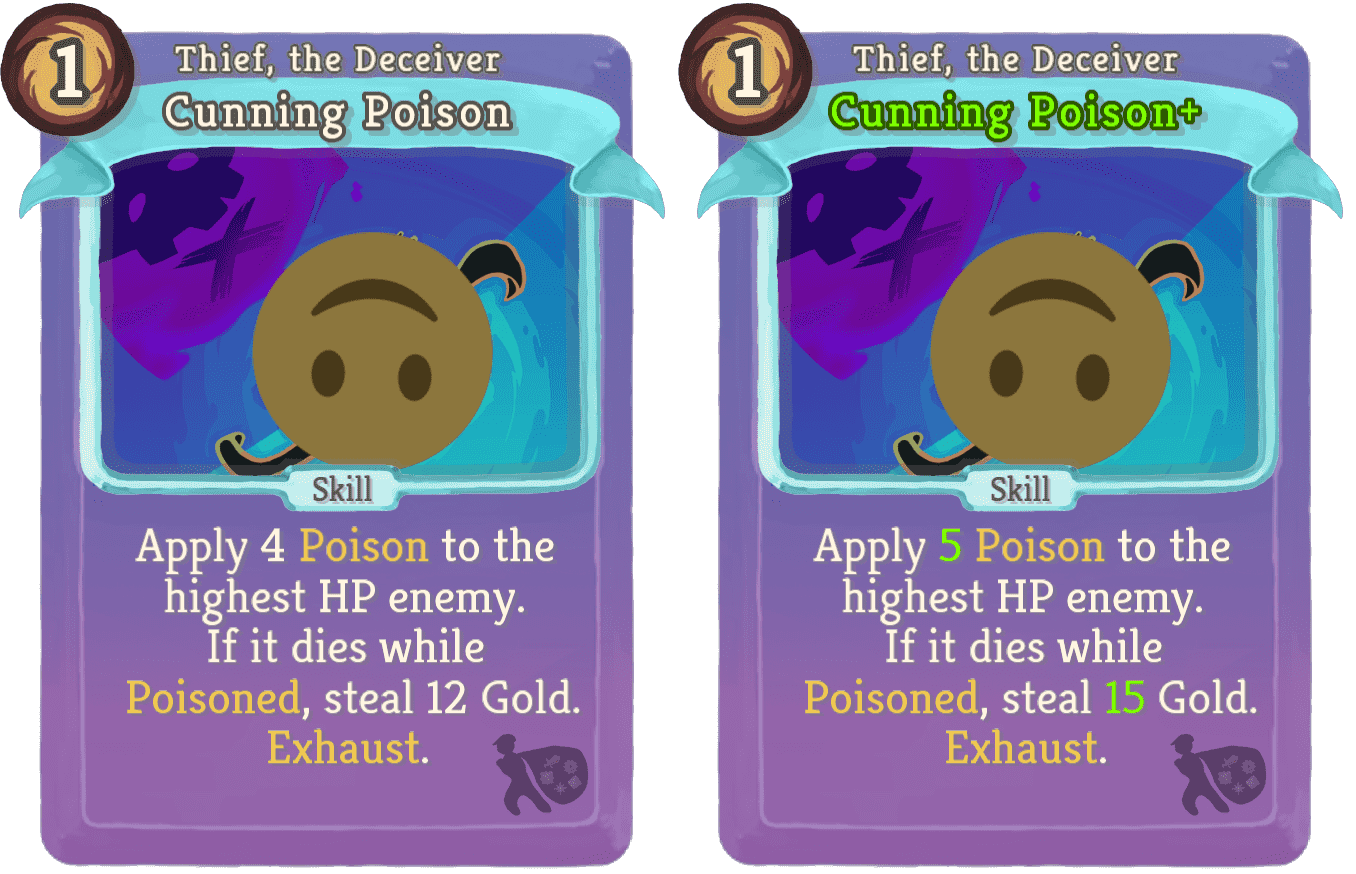 1
Thief, the Deceiver
Cunning Poison
Skill
Apply 4 Poison to the
highest HP enemy.
If it dies while
Poisoned, steal 12 Gold.
Exhaust.
1
Thief, the Deceiver
Cunning Poison+
Skill
Apply 5 Poison to the
highest HP enemy.
If it dies while
Poisoned, steal 15 Gold.
Exhaust.